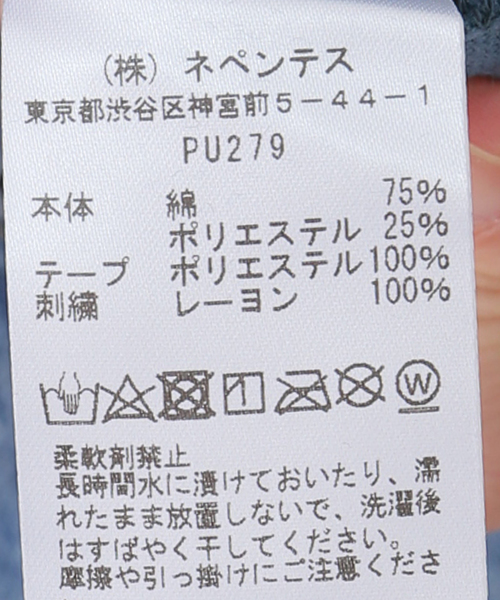 (株) ネペンテス
東京都渋谷区神宮前5-44-1
PU279
本体 綿 75%
ポリエステル 25%
テープ ポリエステル 100%
刺繍 レーヨン 100%
W
柔軟剤禁止
長時間水に漬けておいたり、濡
れたまま放置しないで、洗濯後
はすばやく干してください。
摩擦や引っ掛けにご注意くださ